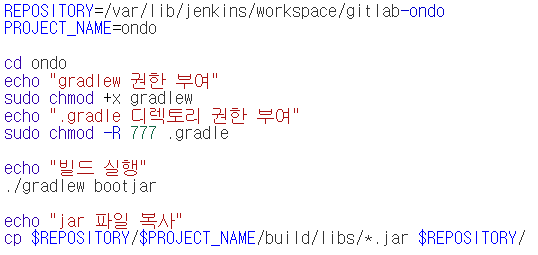 REPOSITORY=/var/lib/jenkins/workspace/gitlab-ondo
PROJECT_NAME=ondo
cd ondo
echo "gradlew 권한 부여"
sudo chmod +x gradlew
echo ".gradle 디렉토리 권한 부여"
sudo chmod -R 777 .gradle
echo "빌드 실행"
./gradlew bootjar
echo "jar 파일 복사"
cp $REPOSITORY/$PROJECT_NAME/build/libs/*.jar $REPOSITORY/